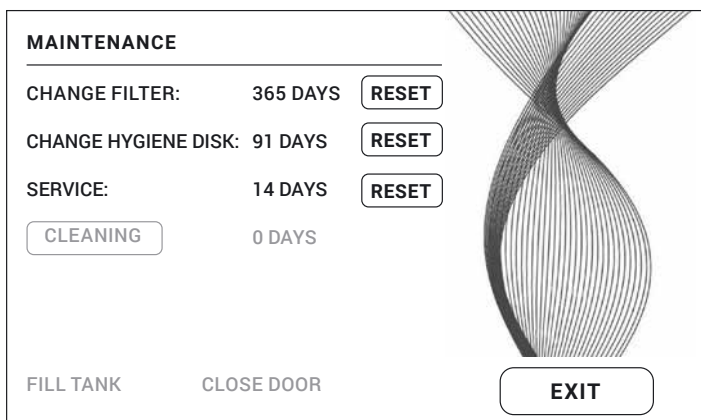 MAINTENANCE
CHANGE FILTER: 365 DAYS RESET
CHANGE HYGIENE DISK: 91 DAYS RESET
SERVICE: 14 DAYS RESET
CLEANING 0 DAYS
FILL TANK CLOSE DOOR EXIT